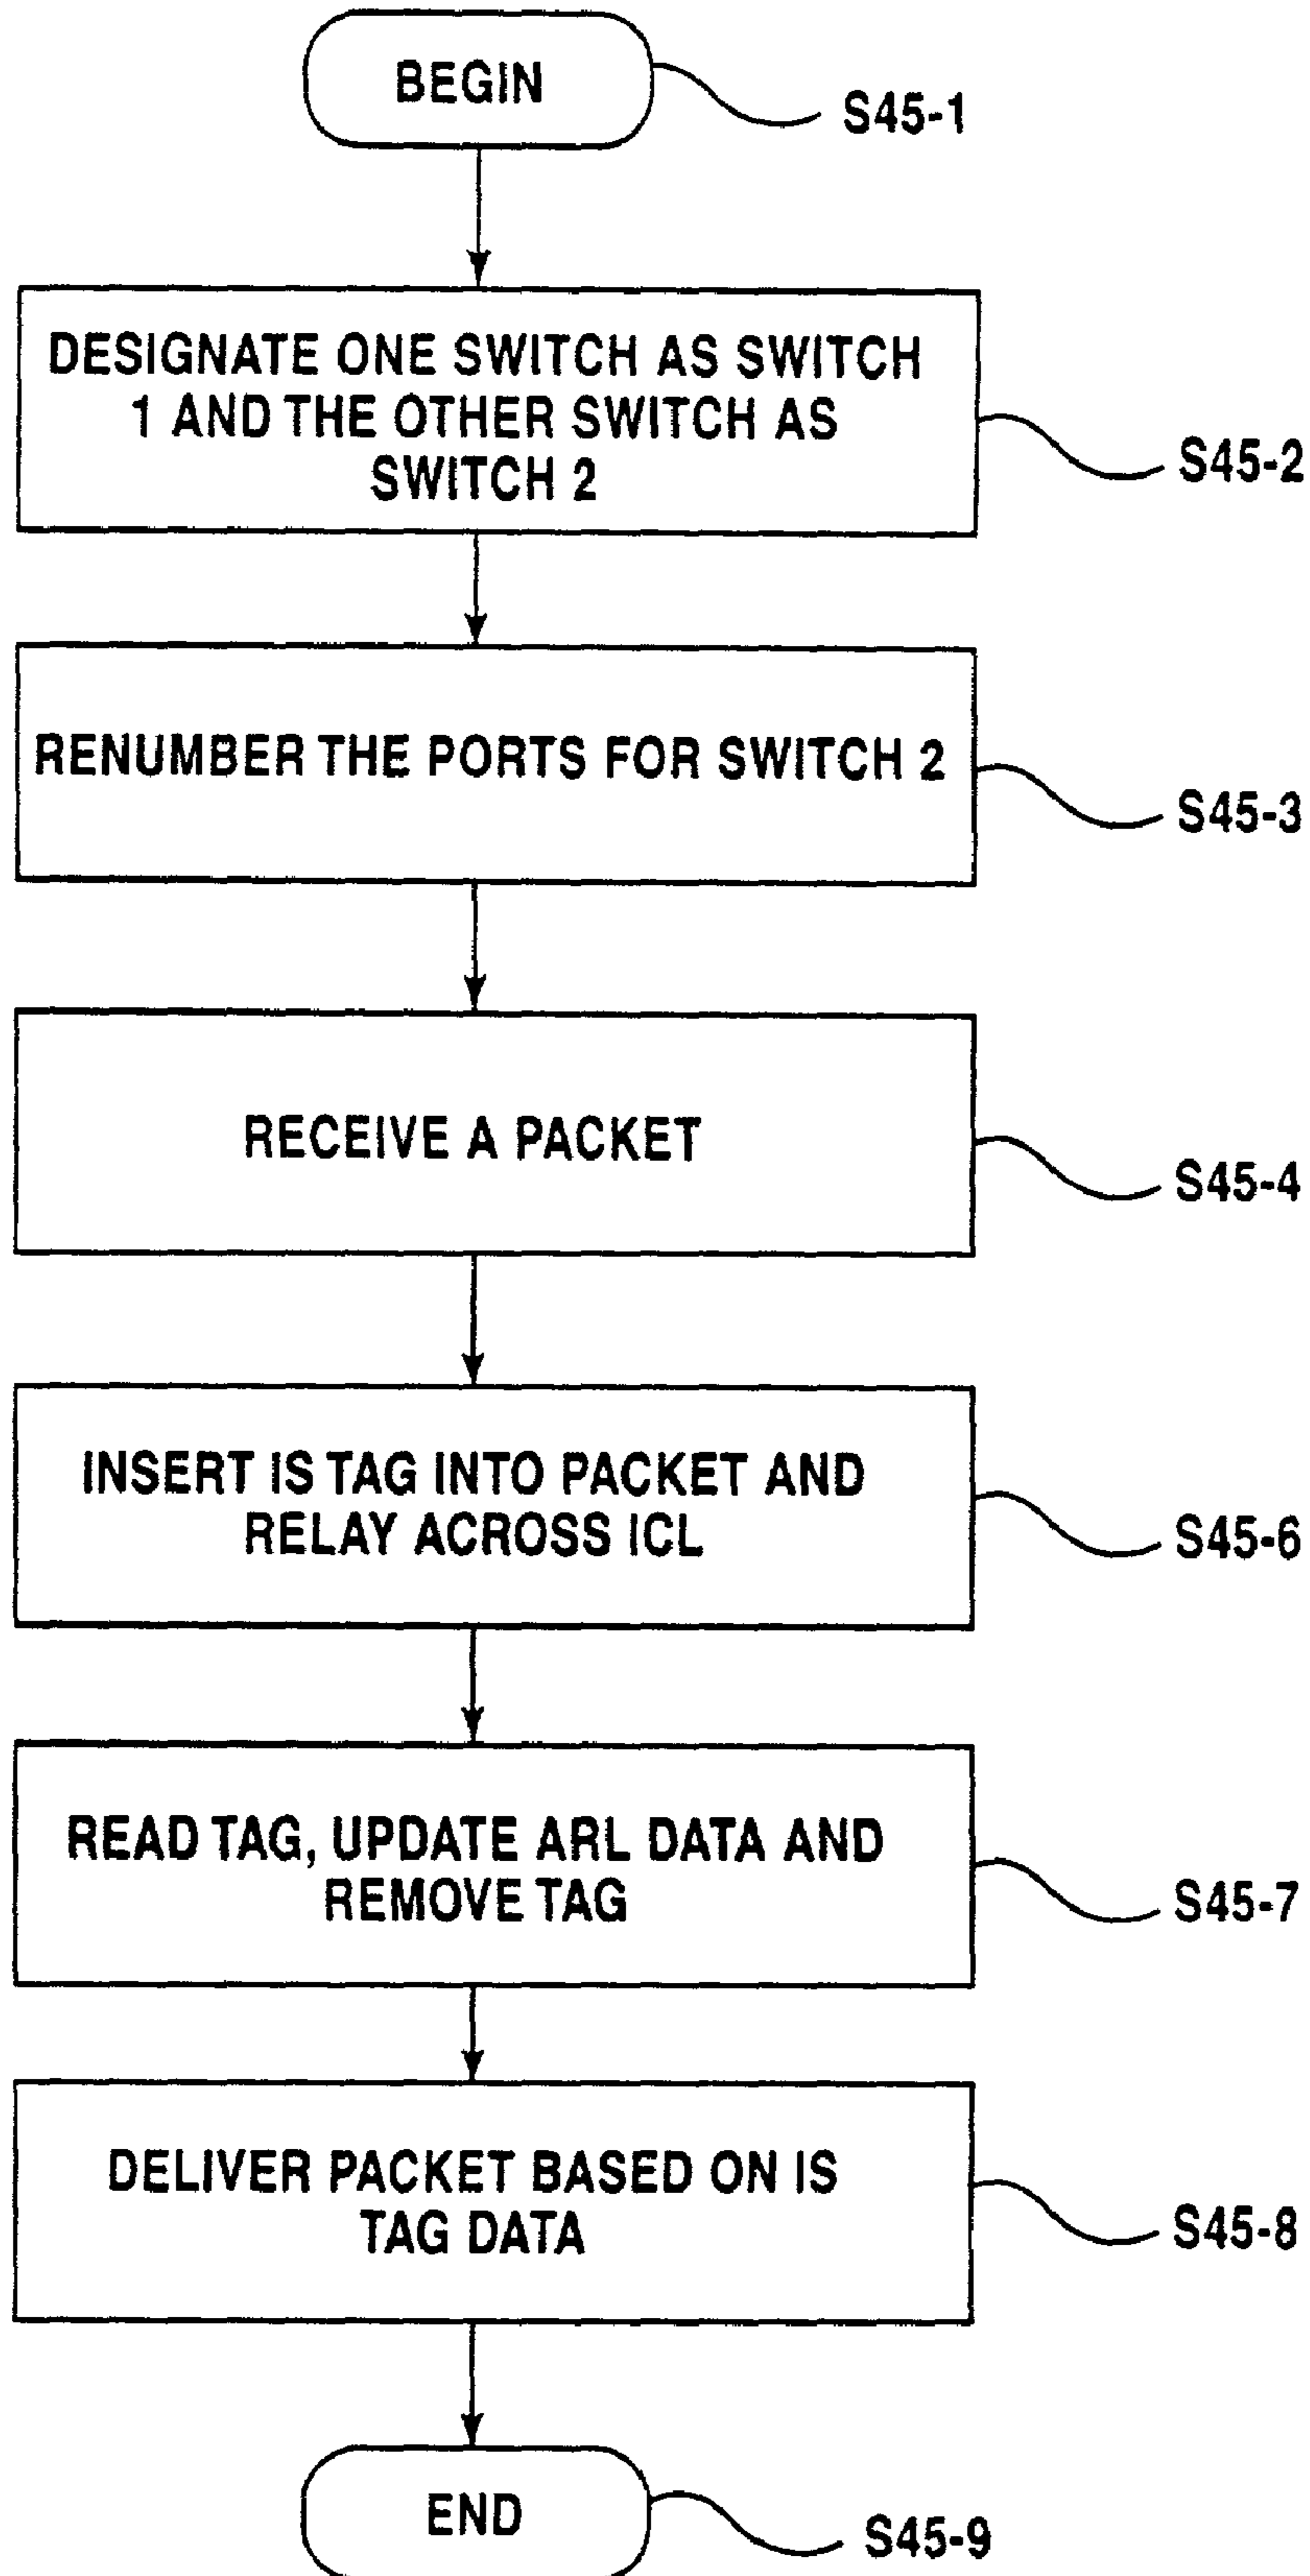 BEGIN
S45-1
DESIGNATE ONE SWITCH AS SWITCH
1 AND THE OTHER SWITCH AS
SWITCH 2
S45-2
RENUMBER THE PORTS FOR SWITCH 2
S45-3
RECEIVE A PACKET
S45-4
INSERT IS TAG INTO PACKET AND
RELAY ACROSS ICL
S45-6
READ TAG, UPDATE ARL DATA AND
REMOVE TAG
S45-7
DELIVER PACKET BASED ON IS
TAG DATA
S45-8
END
S45-9